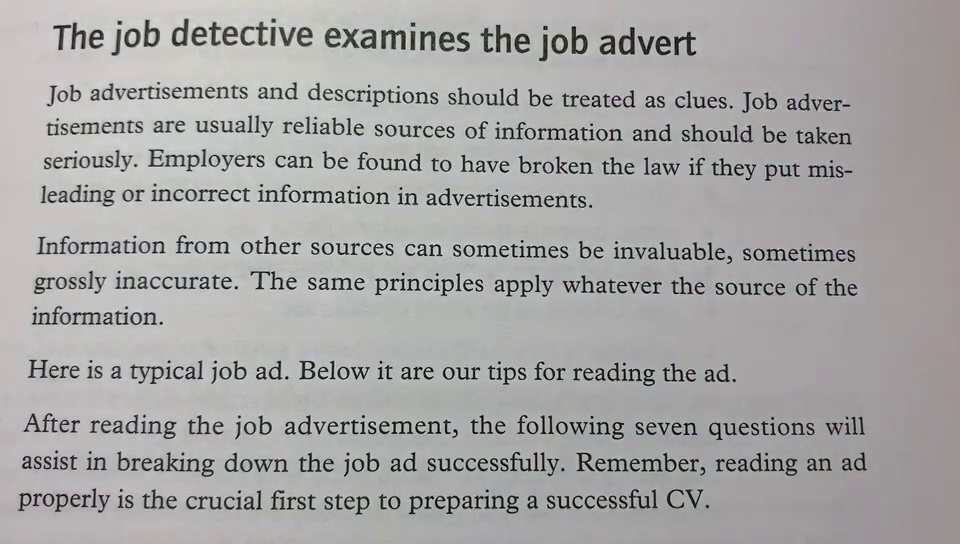 The job detective examines the job advert
Job advertisements and descriptions should be treated as clues. Job adver-
tisements are usually reliable sources of information and should be taken
seriously. Employers can be found to have broken the law if they put mis-
leading or incorrect information in advertisements.
Information from other sources can sometimes be invaluable, sometimes
grossly inaccurate. The same principles apply whatever the source of the
information.
Here is a typical job ad. Below it are our tips for reading the ad.
After reading the job advertisement, the following seven questions will
assist in breaking down the job ad successfully. Remember, reading an ad
properly is the crucial first step to preparing a successful CV.